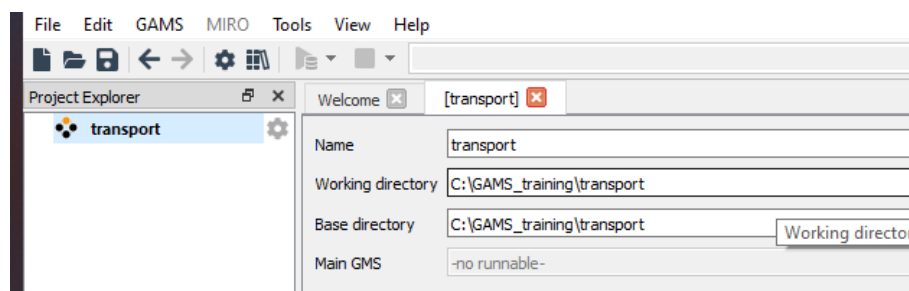 File Edit GAMS MIRO Tools View Help
Project Explorer
transport
Welcome [transport]
Name transport
Working directory C:\GAMS_training\transport
Base directory C:\GAMS_training\transport
Working director
Main GMS -no runnable-